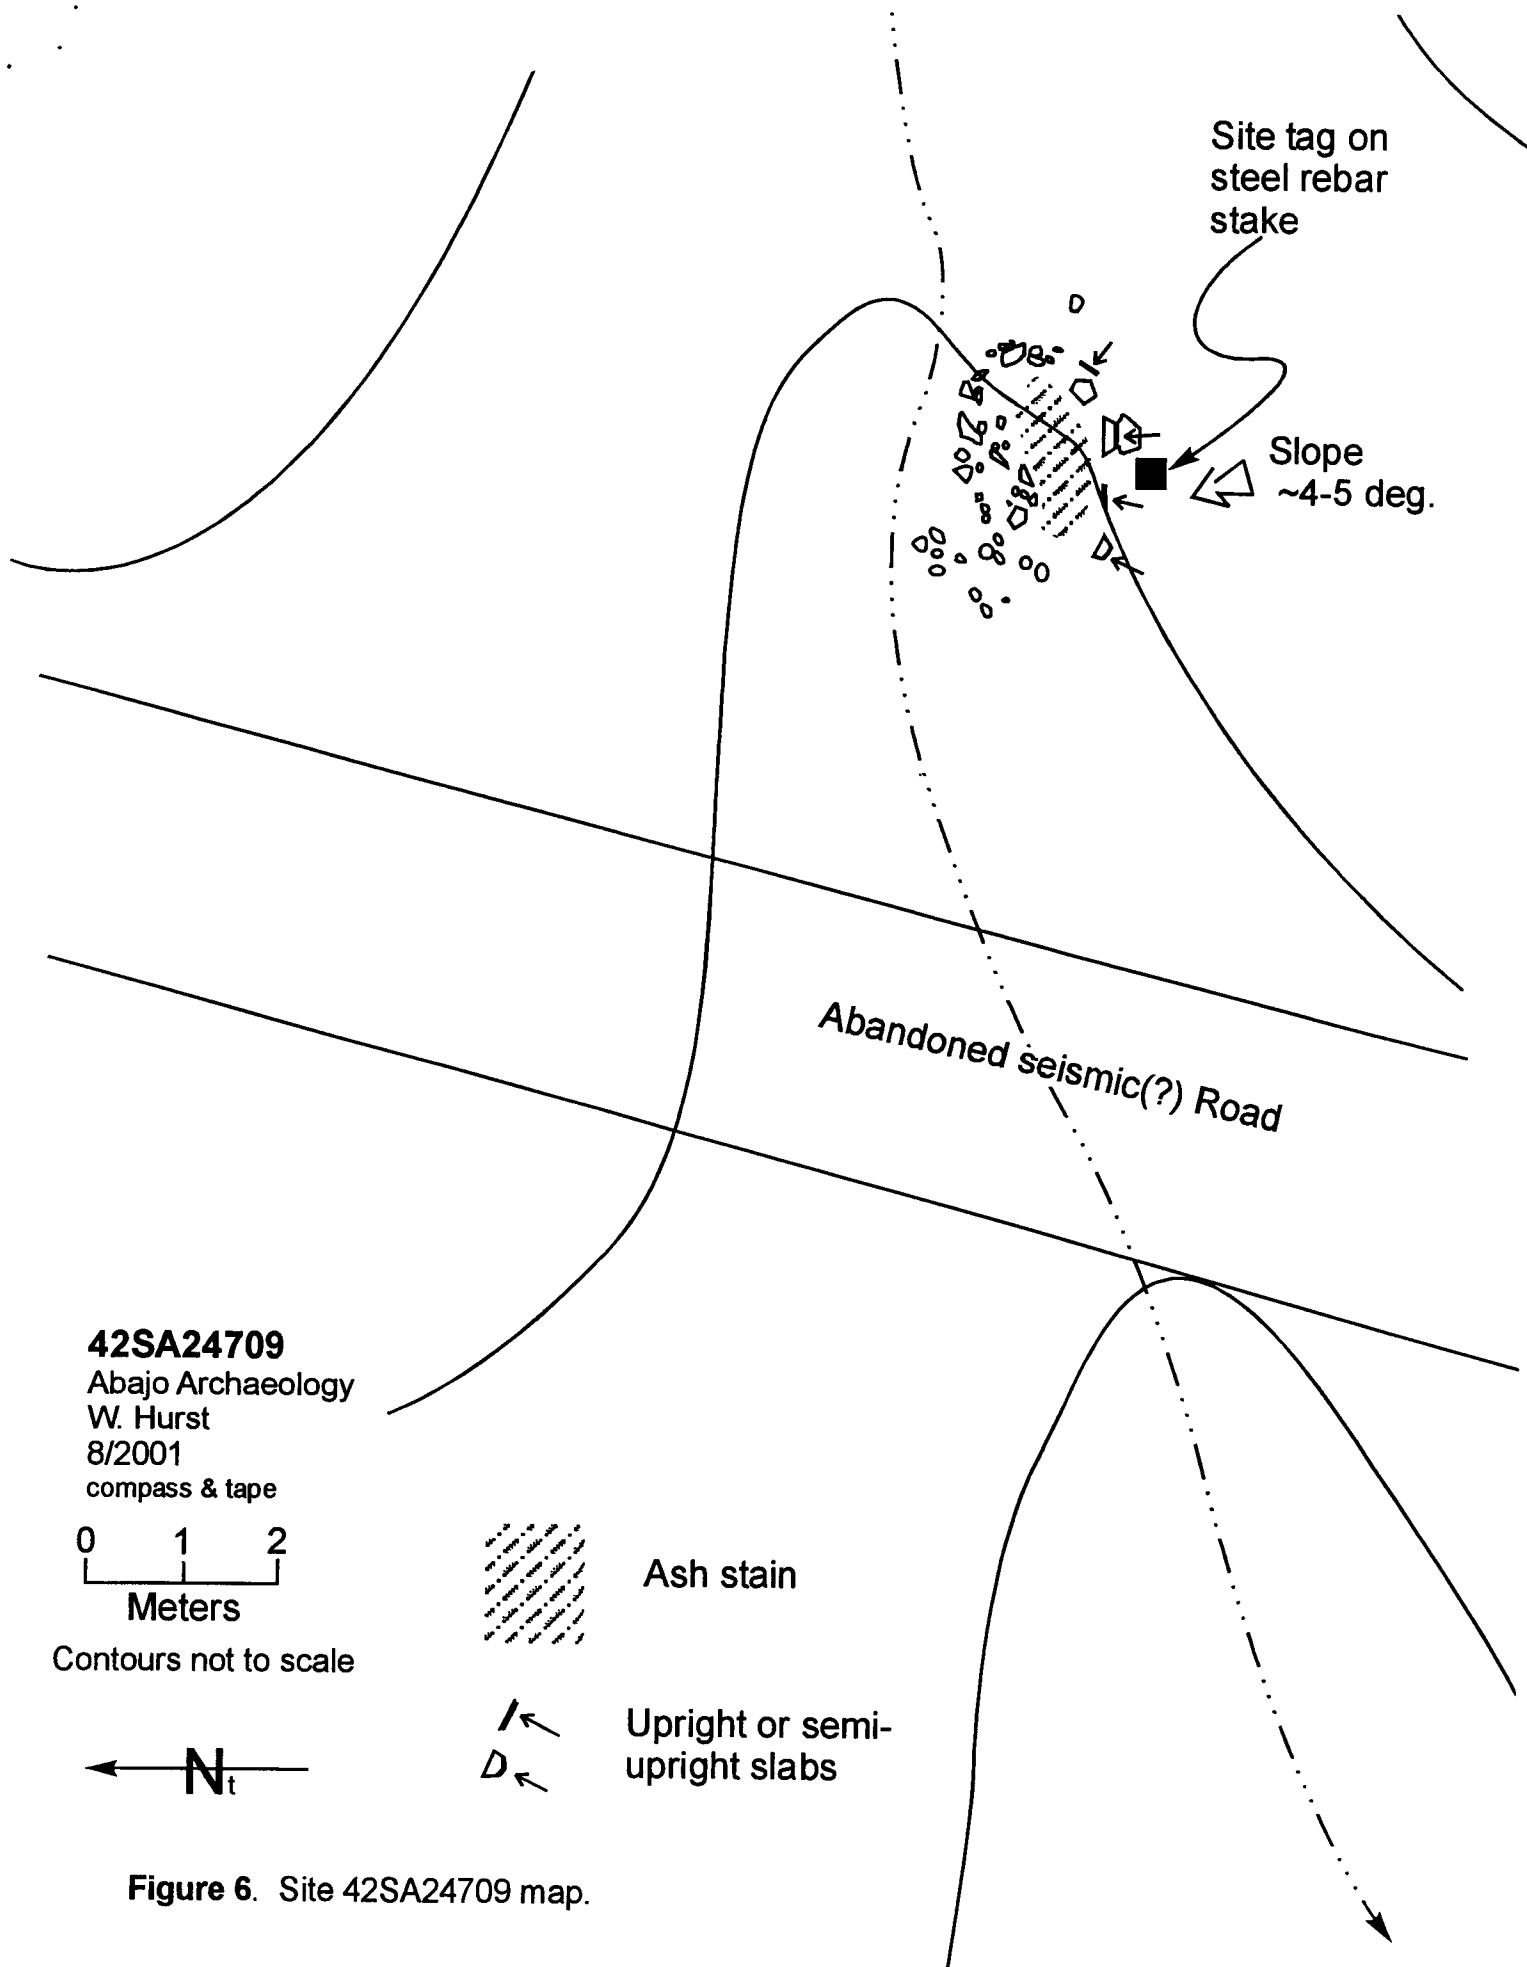 Site tag on
steel rebar
stake
Slope
~4-5 deg.
Abandoned seismic(?) Road
42SA24709
Abajo Archaeology
W. Hurst
8/2001
compass & tape
0 1 2
Meters
Contours not to scale
Nt
Ash stain
Upright or semi-
upright slabs
Figure 6. Site 42SA24709 map.